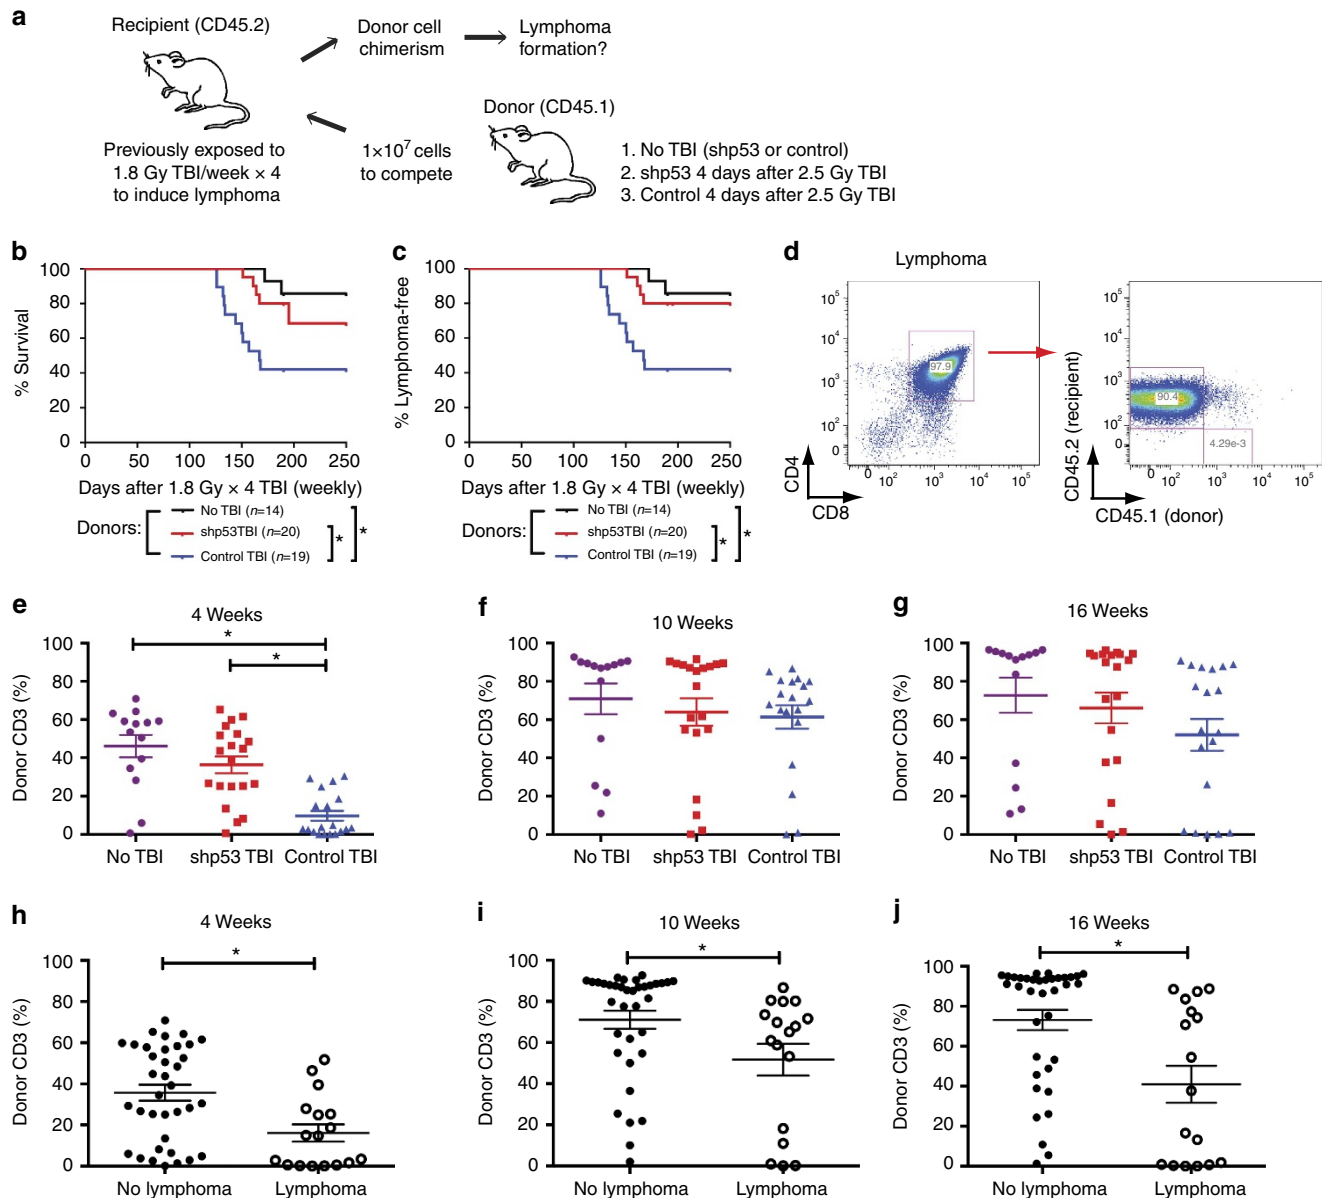 a
Recipient (CD45.2)
Donor cell
chimerism
Lymphoma
formation?
Donor (CD45.1)
Previously exposed to
1.8 Gy TBI/week × 4
to induce lymphoma
1×10⁷ cells
to compete
1. No TBI (shp53 or control)
2. shp53 4 days after 2.5 Gy TBI
3. Control 4 days after 2.5 Gy TBI
b
% Survival
100
80
60
40
20
0
0 50 100 150 200 250
Days after 1.8 Gy × 4 TBI (weekly)
Donors:
No TBI (n=14)
shp53TBI (n=20)
Control TBI (n=19)
*
*
c
% Lymphoma-free
100
80
60
40
20
0
0 50 100 150 200 250
Days after 1.8 Gy × 4 TBI (weekly)
Donors:
No TBI (n=14)
shp53TBI (n=20)
Control TBI (n=19)
*
*
d
Lymphoma
10⁵
10⁴
10³
10²
0
97.9
0 10² 10³ 10⁴ 10⁵
CD4
CD8
10⁵
10⁴
10³
10²
0
90.4
4.29e-3
0 10² 10³ 10⁴ 10⁵
CD45.2 (recipient)
CD45.1 (donor)
e
4 Weeks
*
*
Donor CD3 (%)
100
80
60
40
20
0
No TBI shp53 TBI Control TBI
f
10 Weeks
Donor CD3 (%)
100
80
60
40
20
0
No TBI shp53 TBI Control TBI
g
16 Weeks
Donor CD3 (%)
100
80
60
40
20
0
No TBI shp53 TBI Control TBI
h
4 Weeks
*
Donor CD3 (%)
100
80
60
40
20
0
No lymphoma Lymphoma
i
10 Weeks
*
Donor CD3 (%)
100
80
60
40
20
0
No lymphoma Lymphoma
j
16 Weeks
*
Donor CD3 (%)
100
80
60
40
20
0
No lymphoma Lymphoma